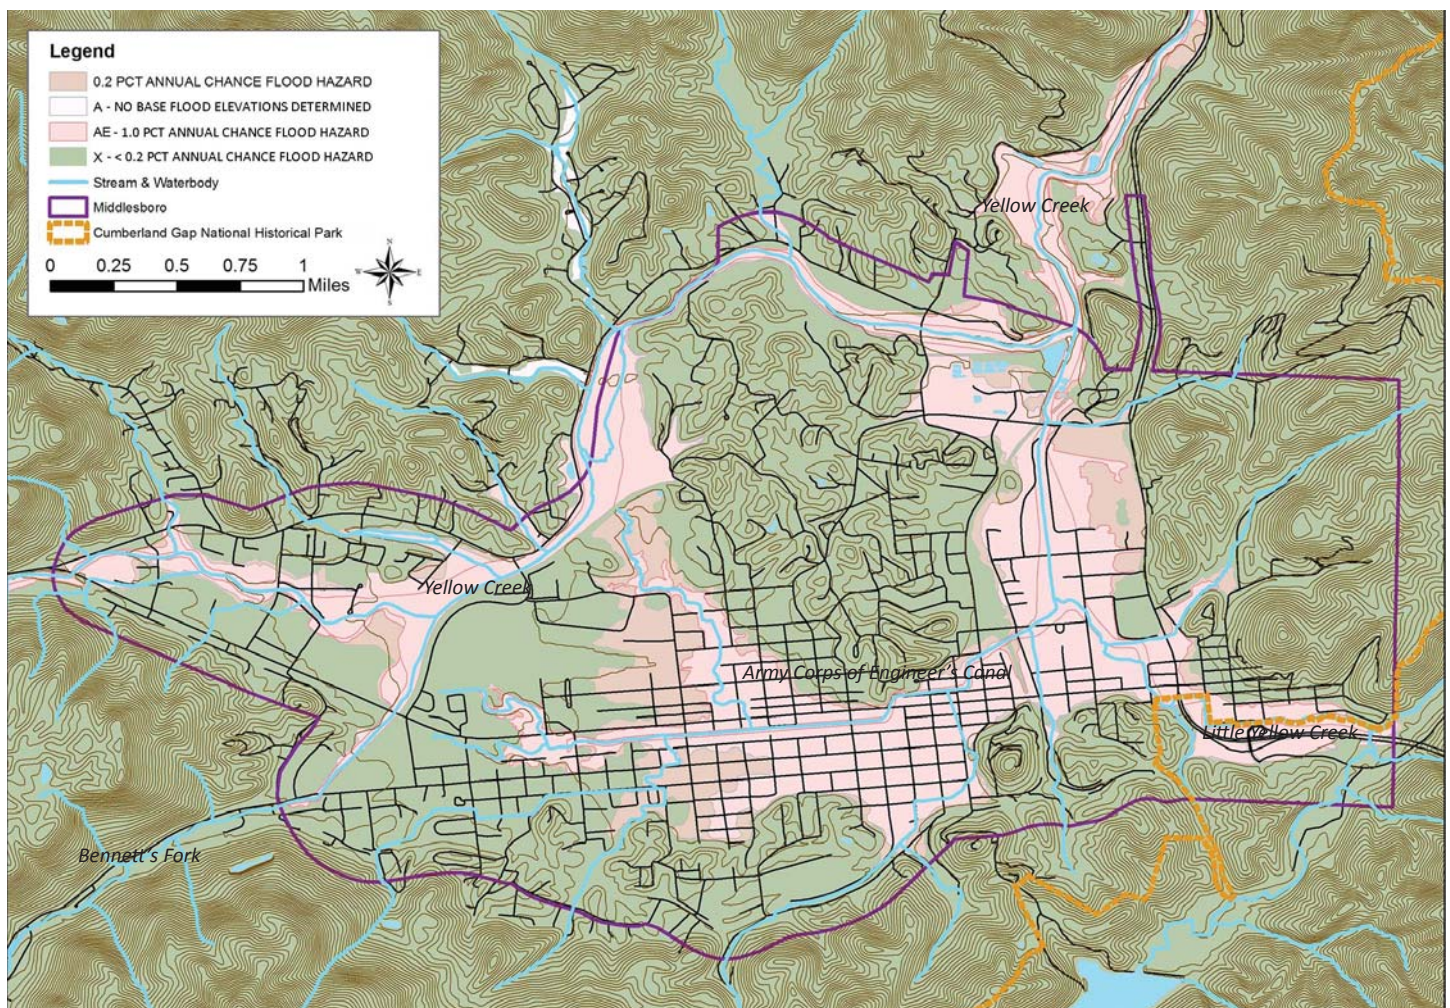 Legend
0.2 PCT ANNUAL CHANCE FLOOD HAZARD
A - NO BASE FLOOD ELEVATIONS DETERMINED
AE - 1.0 PCT ANNUAL CHANCE FLOOD HAZARD
X - < 0.2 PCT ANNUAL CHANCE FLOOD HAZARD
Stream & Waterbody
Middlesboro
Cumberland Gap National Historical Park
N
W E
S
0 0.25 0.5 0.75 1
Miles
Yellow Creek
Yellow Creek
Army Corps of Engineer's Canal
Little Yellow Creek
Bennett's Fork